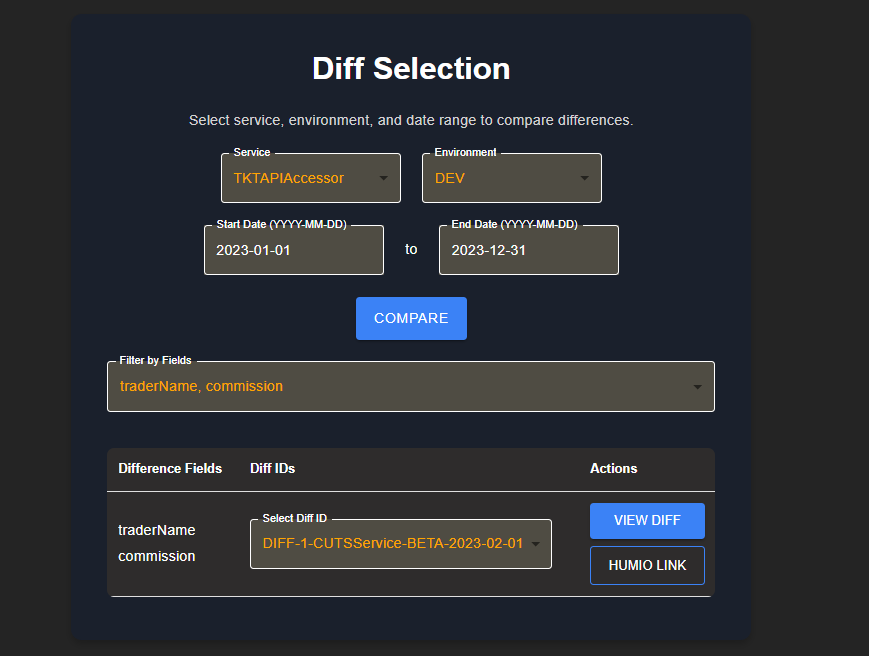 Diff Selection
Select service, environment, and date range to compare differences.
Service
Environment
TKTAPIAccessor
DEV
Start Date (YYYY-MM-DD)
End Date (YYYY-MM-DD)
2023-01-01
to
2023-12-31
COMPARE
Filter by Fields
traderName, commission
Difference Fields
Diff IDs
Actions
traderName
commission
Select Diff ID
DIFF-1-CUTSService-BETA-2023-02-01
VIEW DIFF
HUMIO LINK